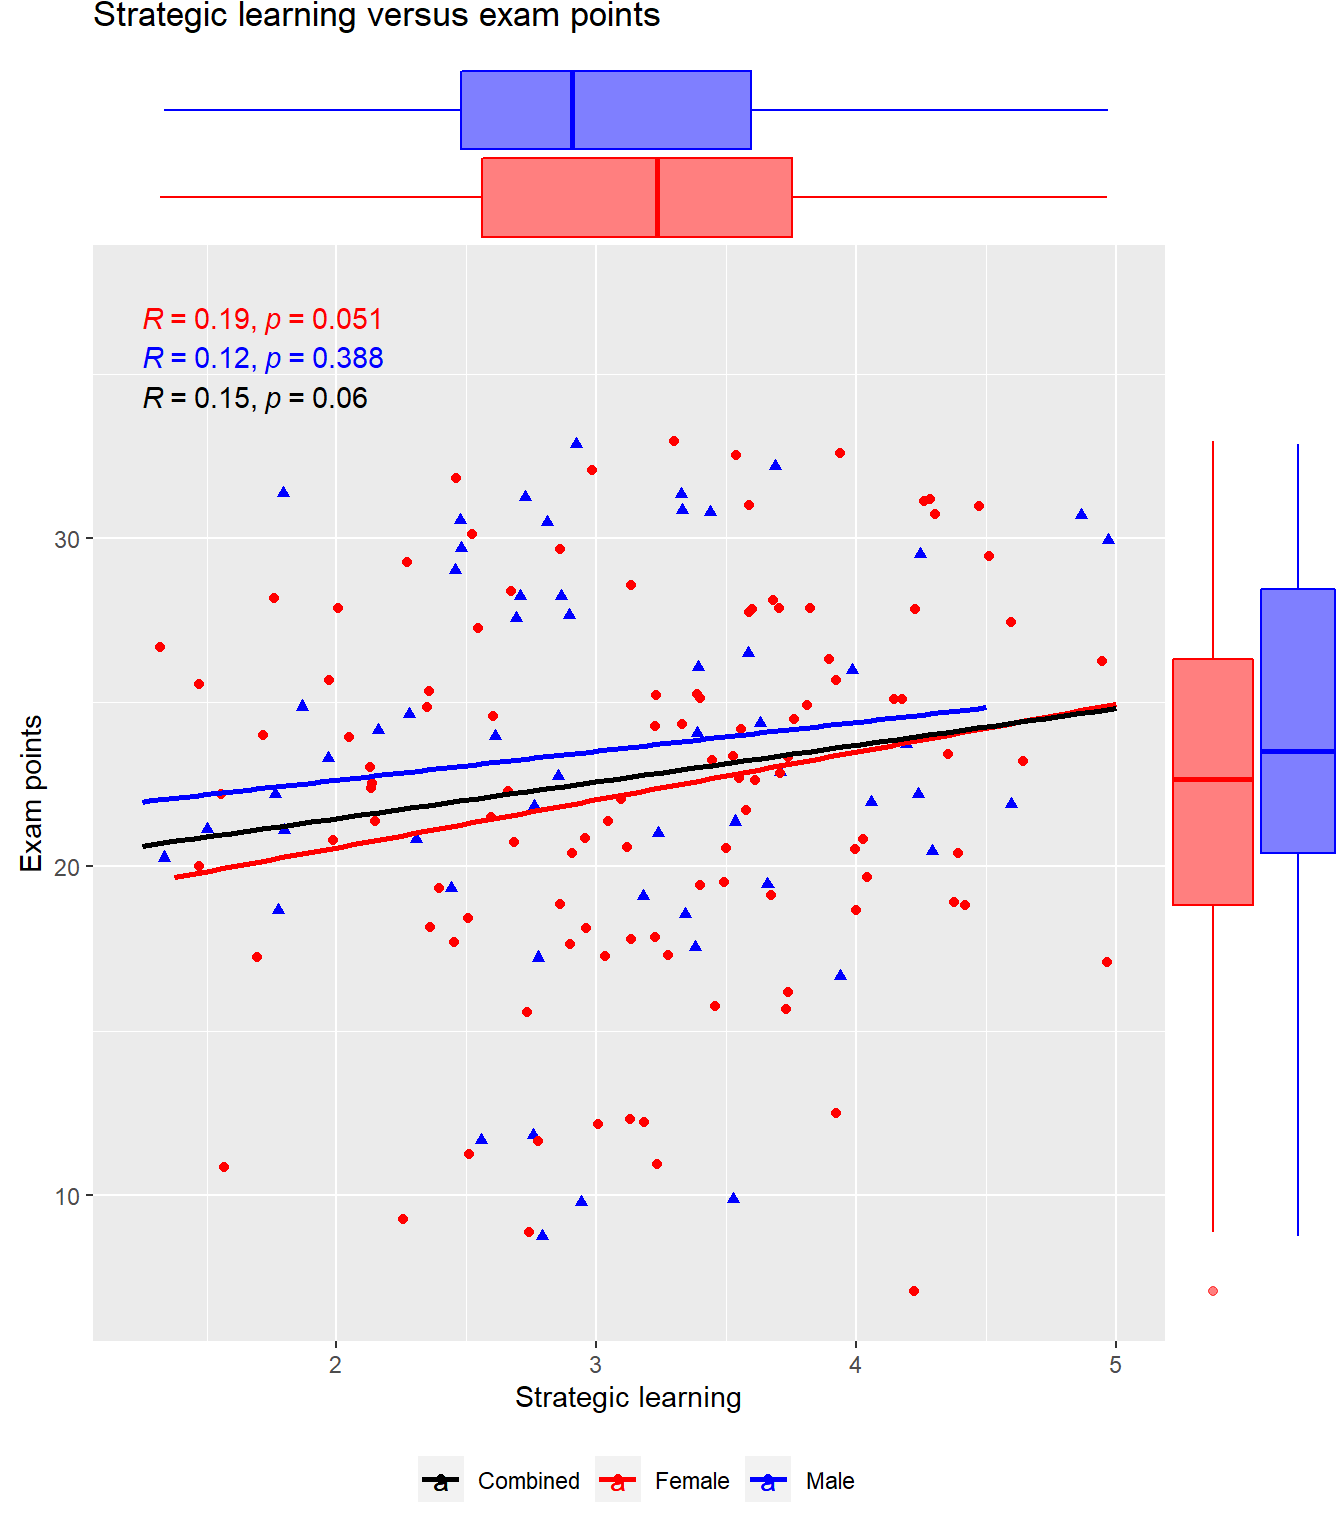 Strategic learning versus exam points
R = 0.19, p = 0.051
R = 0.12, p = 0.388
R = 0.15, p = 0.06
30
20
10
Exam points
2 3 4 5
Strategic learning
a Combined a Female a Male